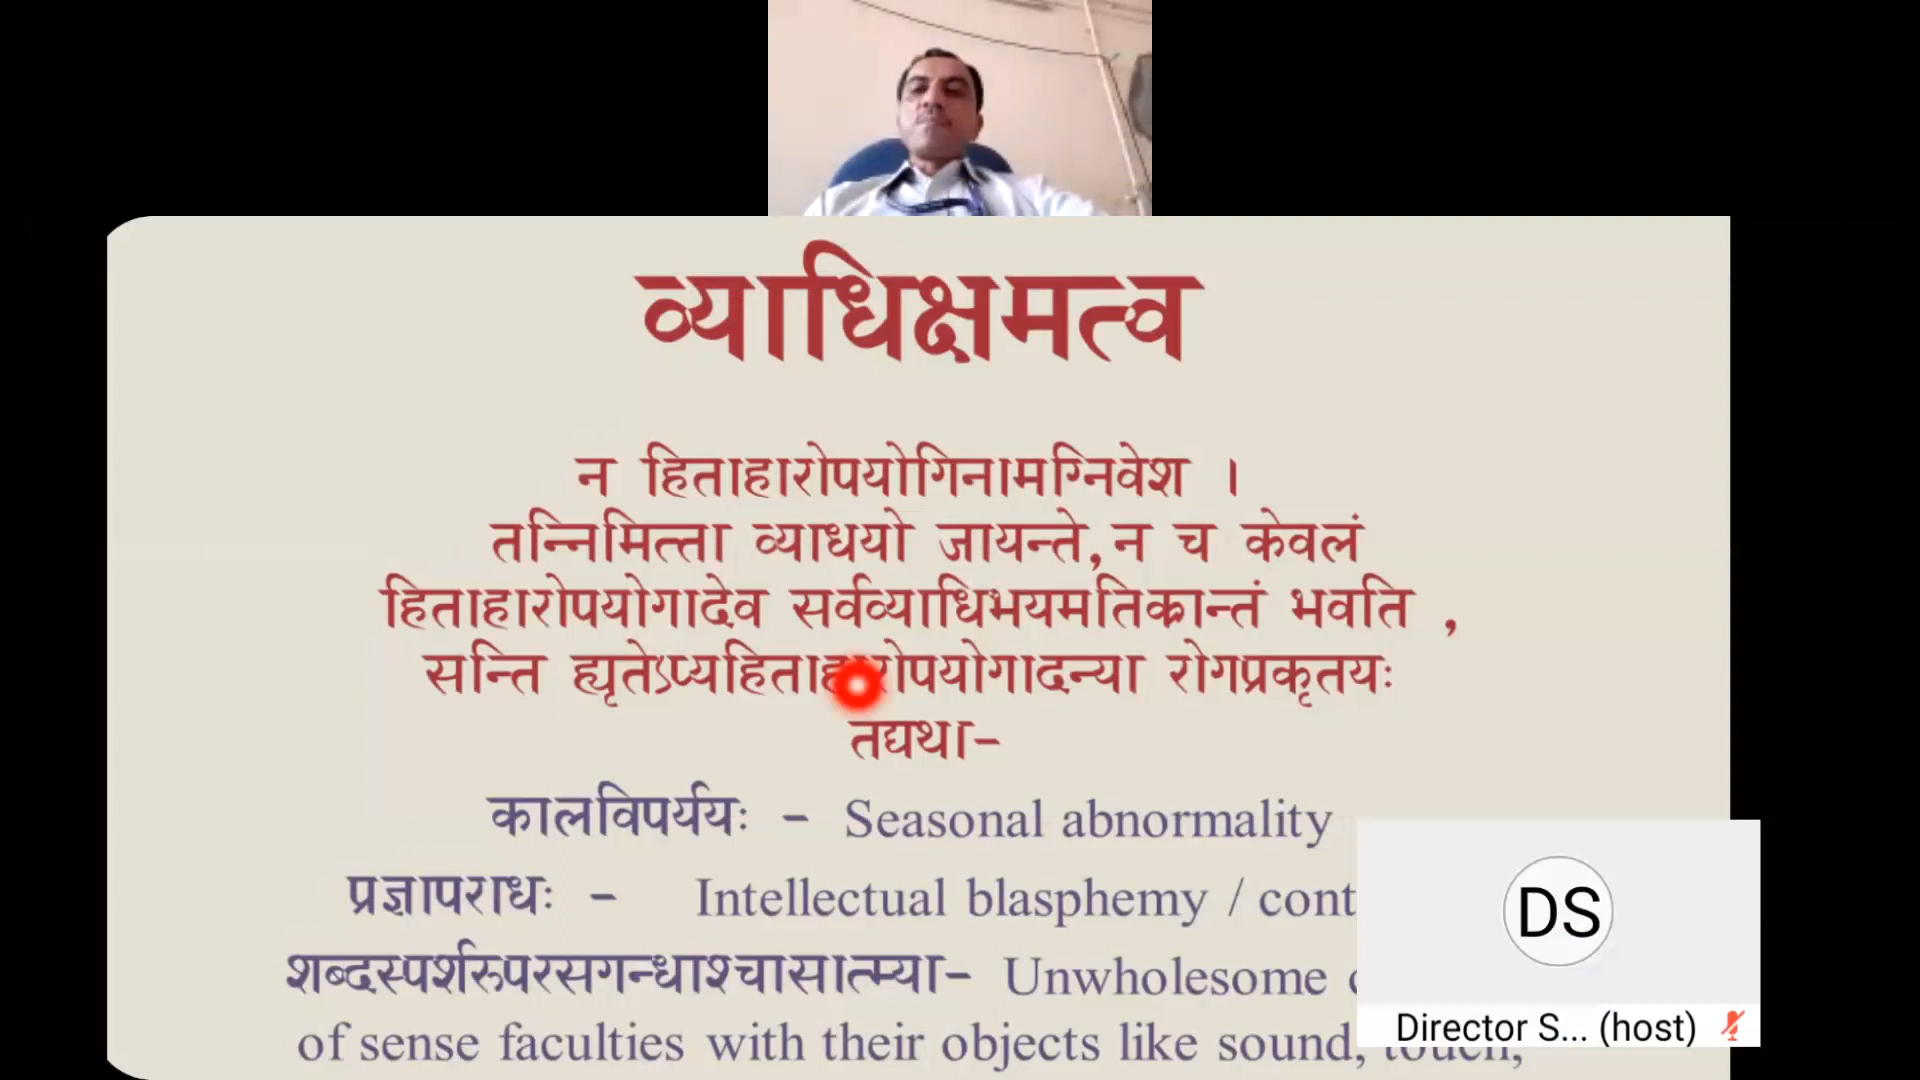 व्याधिक्षमत्व
न हिताहारोपयोगिनामग्निवेश ।
तन्निमित्ता व्याधयो जायन्ते, न च केवलं
हिताहारोपयोगादेव सर्वव्याधिभयमतिक्रान्तं भवति ,
सन्ति ह्यृतेऽप्यहिताहारोपयोगादन्या रोगप्रकृतयः
तद्यथा-
कालविपर्ययः - Seasonal abnormality
प्रज्ञापराधः - Intellectual blasphemy /
शब्दस्पर्शरुपरसगन्धाश्चासात्म्या- Unwholesome
of sense faculties with their objects like sound, touch,
DS
Director S... (host)